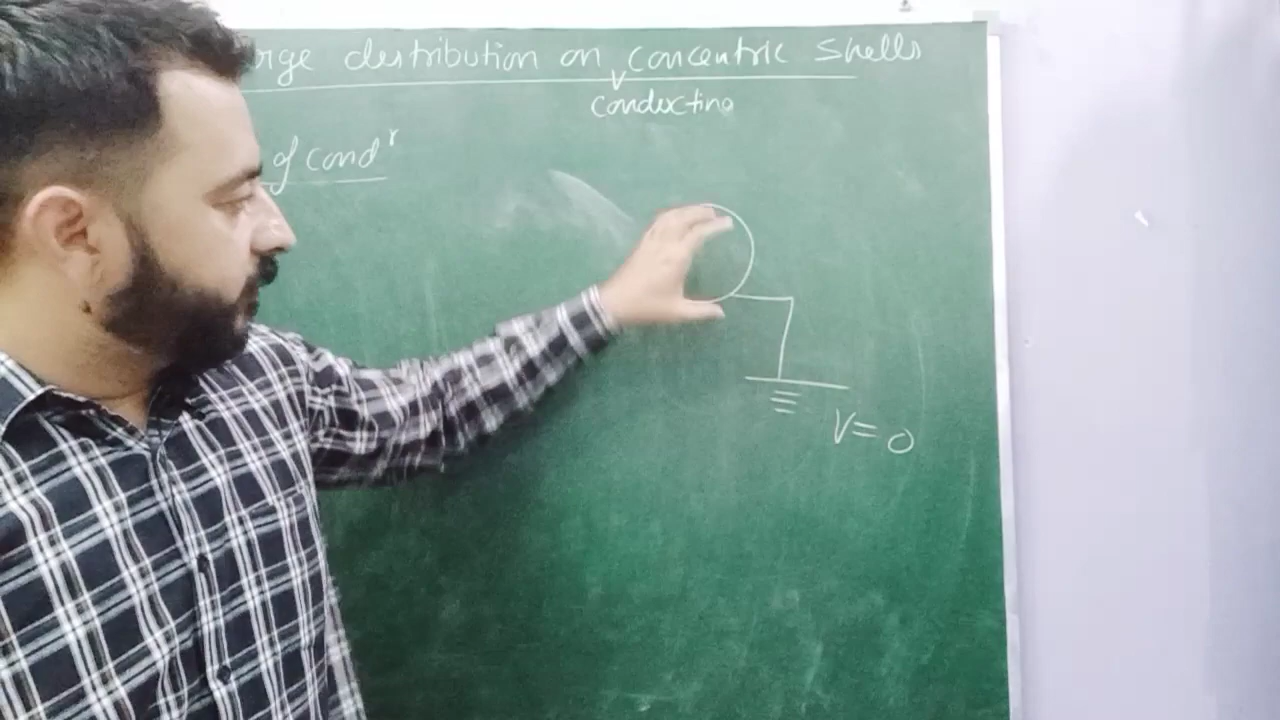 rge distribution on concentric shells
conducting
of cond^r
V=0